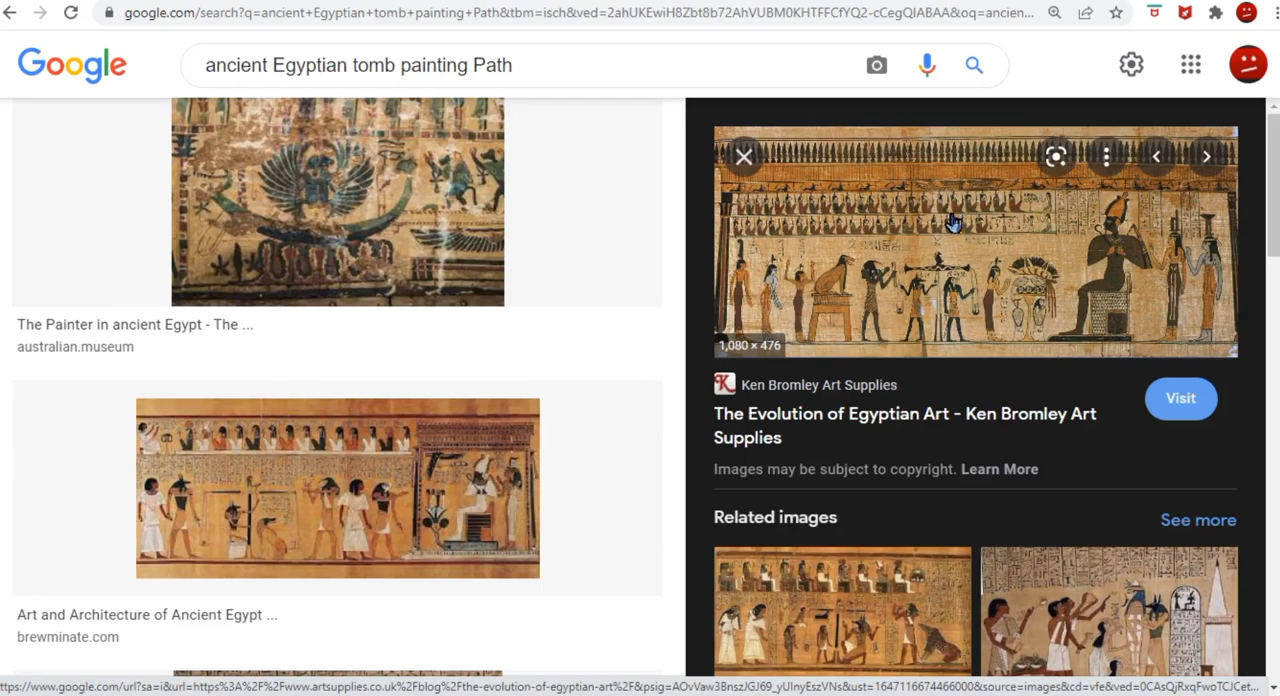 google.com/search?q=ancient+Egyptian+tomb+painting+Path&tbm=isch&ved=2ahUKEwiH8Zbt8b72AhVUBM0KHTFFCfYQ2-cCegQIABAA&oq=ancien...
Google
ancient Egyptian tomb painting Path
The Painter in ancient Egypt - The ...
australian.museum
Art and Architecture of Ancient Egypt ...
brewminate.com
1,080 × 476
K Ken Bromley Art Supplies
Visit
The Evolution of Egyptian Art - Ken Bromley Art
Supplies
Images may be subject to copyright. Learn More
Related images
See more
ttps://www.google.com/url?sa=i&url=https%3A%2F%2Fwww.artsupplies.co.uk%2Fblog%2Fthe-evolution-of-egyptian-art%2F&psig=AOvVaw3BnszJGJ69_yUlnyEszVNs&ust=1647116674466000&source=images&cd=vfe&ved=0CAsQjRxqFwoTCJCet...